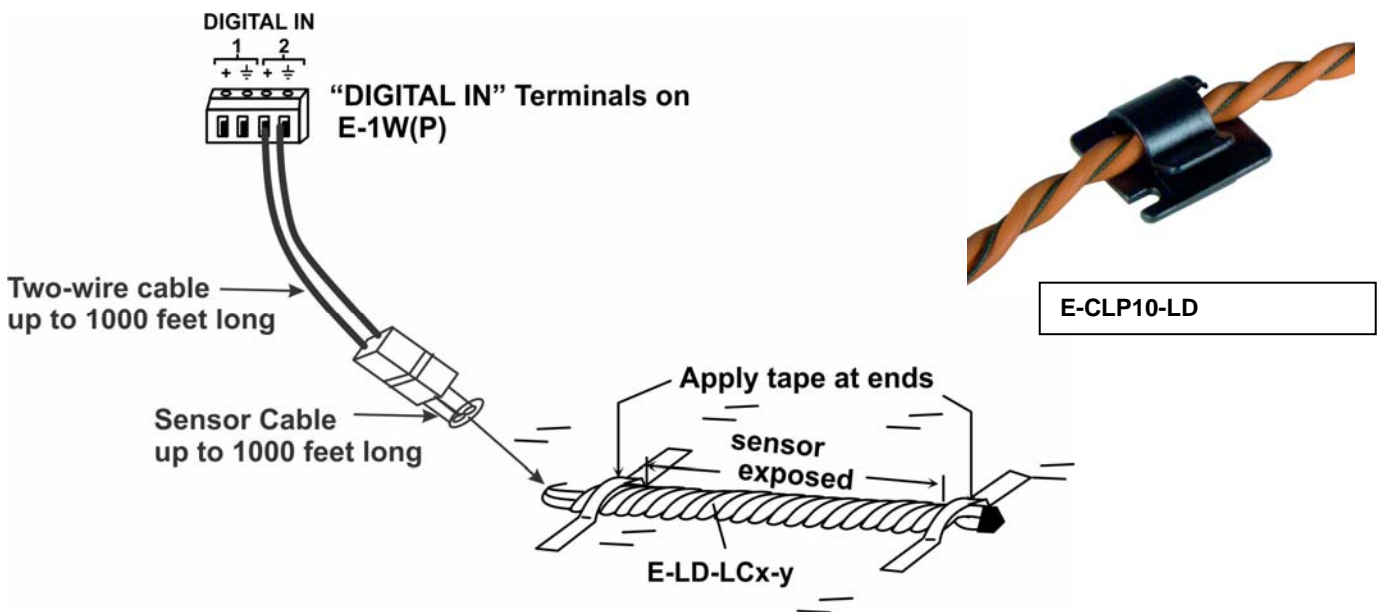 DIGITAL IN
1 2
+ ⏚ + ⏚
“DIGITAL IN” Terminals on
E-1W(P)
Two-wire cable
up to 1000 feet long
Sensor Cable
up to 1000 feet long
Apply tape at ends
sensor
exposed
E-LD-LCx-y
E-CLP10-LD